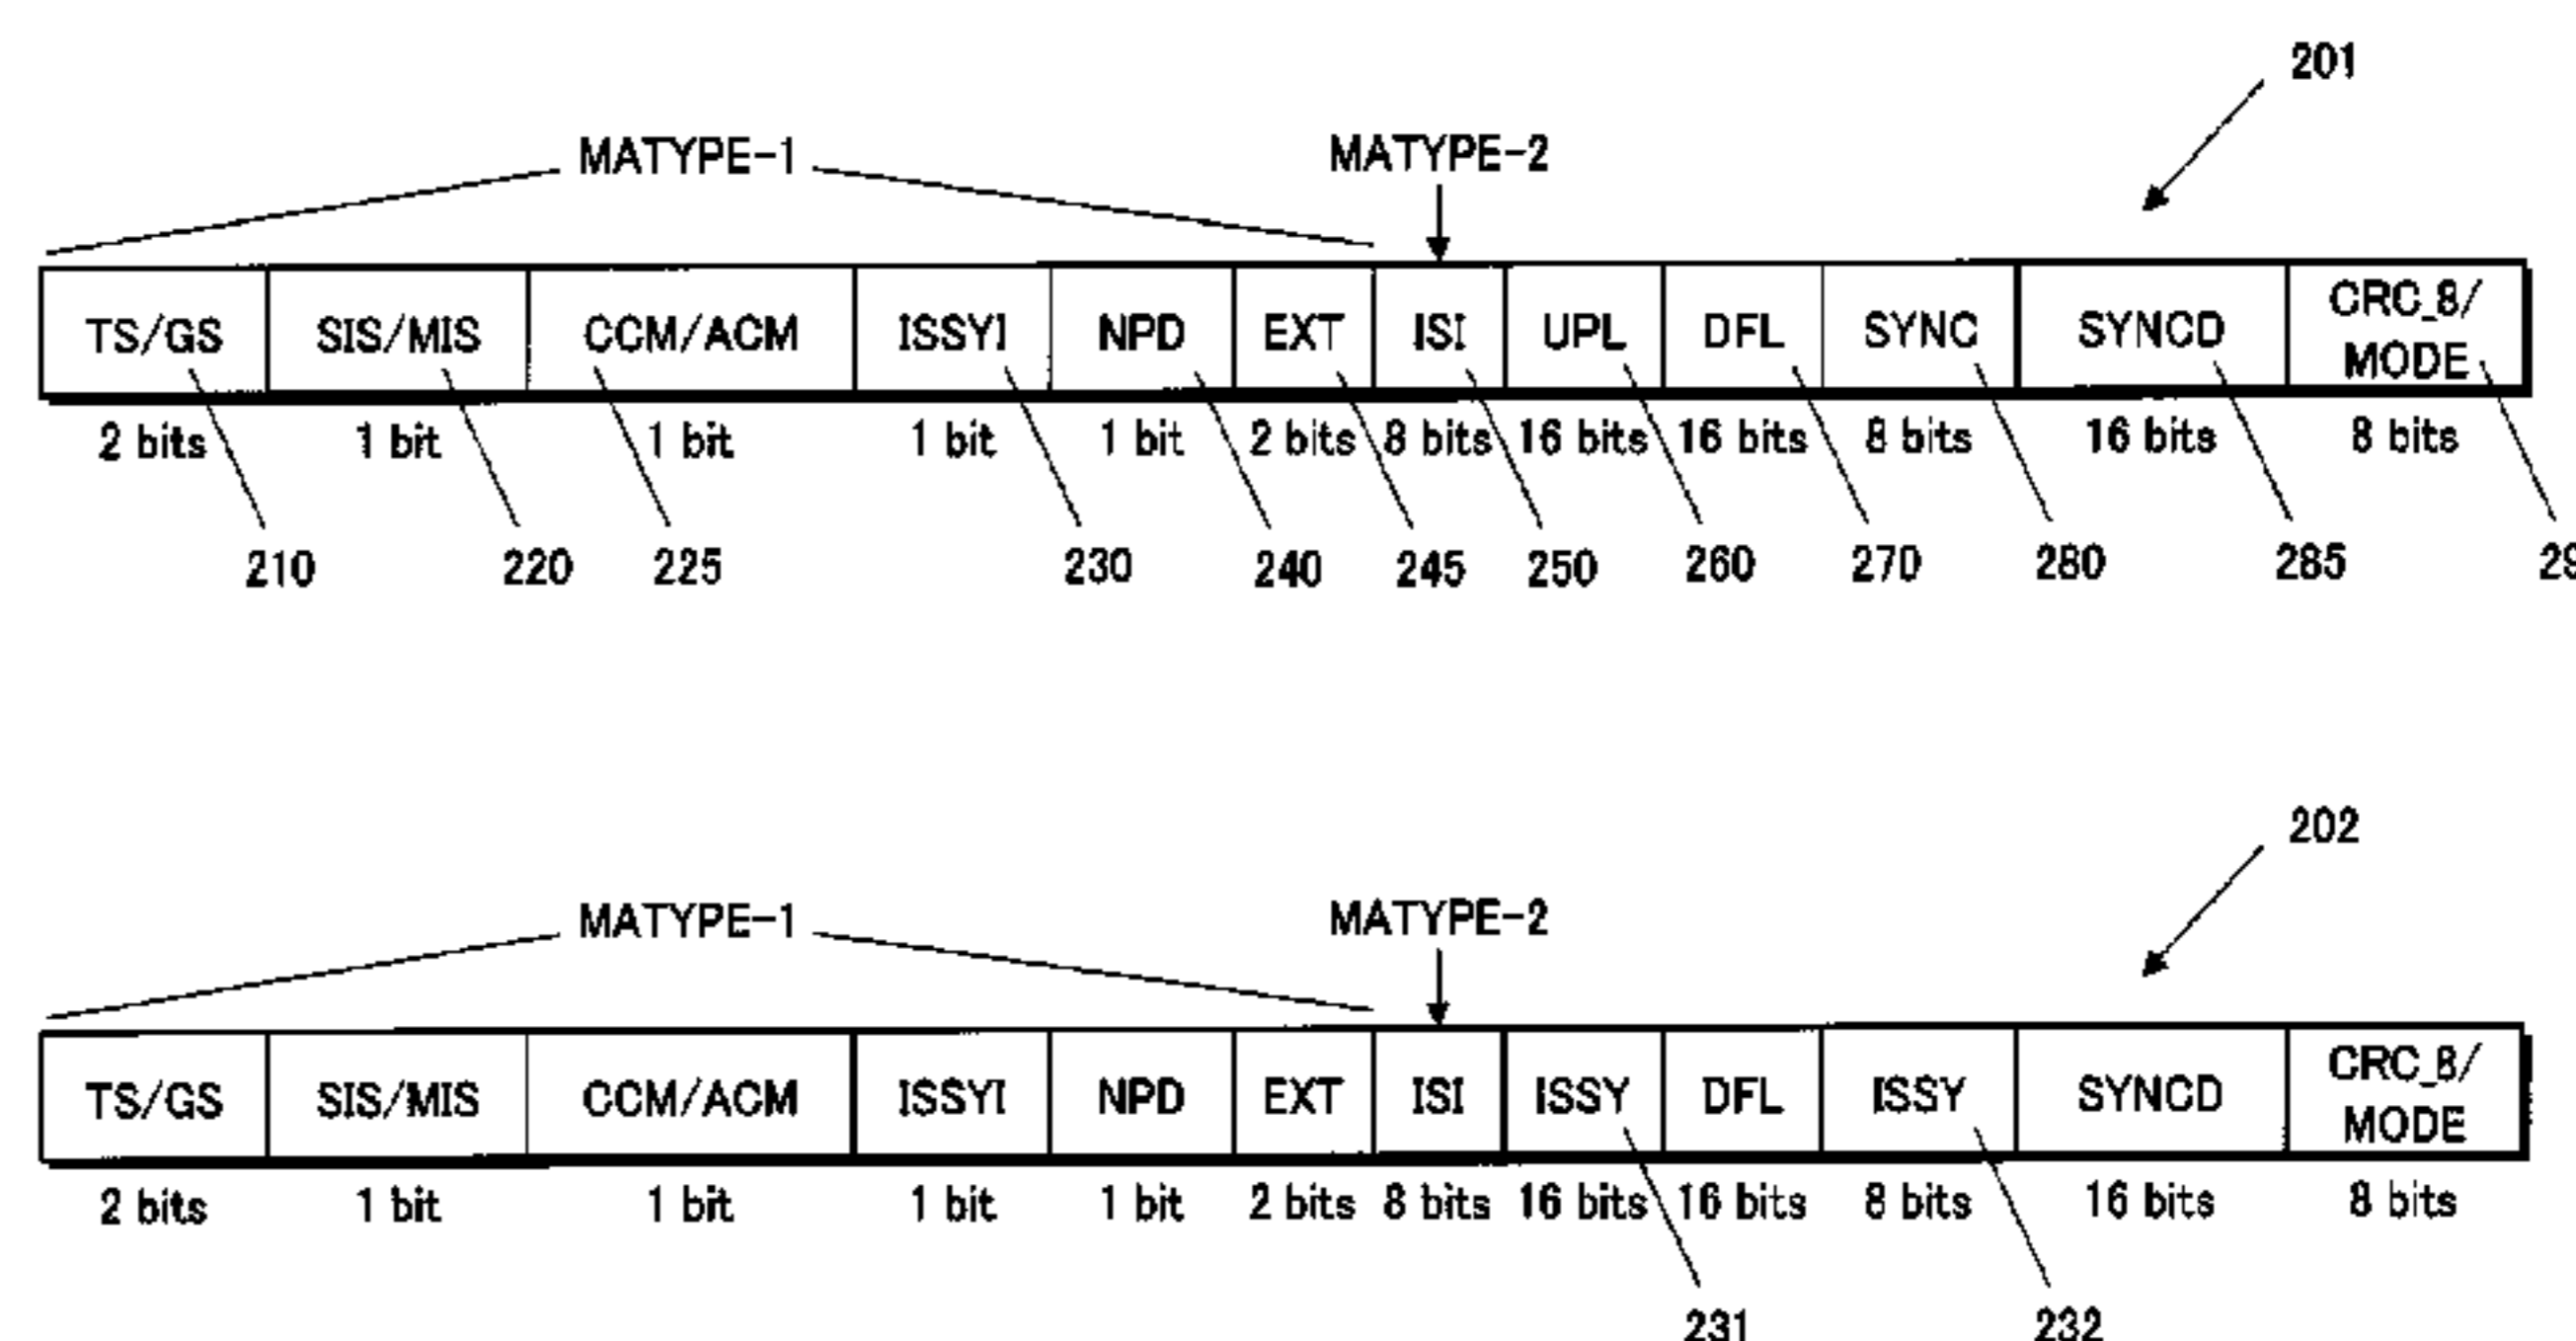 201
MATYPE-1 MATYPE-2
TS/GS SIS/MIS CCM/ACM ISSYI NPD EXT ISI UPL DFL SYNC SYNCD CRC_8/
MODE
2 bits 1 bit 1 bit 1 bit 1 bit 2 bits 8 bits 16 bits 16 bits 8 bits 16 bits 8 bits
210 220 225 230 240 245 250 260 270 280 285
202
MATYPE-1 MATYPE-2
TS/GS SIS/MIS CCM/ACM ISSYI NPD EXT ISI ISSY DFL ISSY SYNCD CRC_8/
MODE
2 bits 1 bit 1 bit 1 bit 1 bit 2 bits 8 bits 16 bits 16 bits 8 bits 16 bits 8 bits
231 232